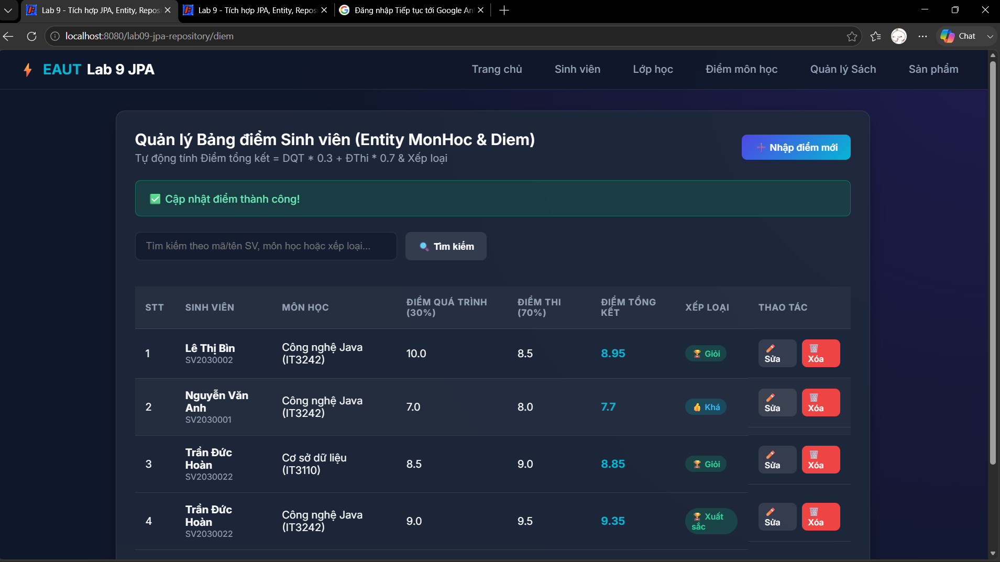 Lab 9 - Tích hợp JPA, Entity, Repos
Lab 9 - Tích hợp JPA, Entity, Repos
Đăng nhập Tiếp tục tới Google An
localhost:8080/lab09-jpa-repository/diem
Chat
EAUT Lab 9 JPA
Trang chủ
Sinh viên
Lớp học
Điểm môn học
Quản lý Sách
Sản phẩm
Quản lý Bảng điểm Sinh viên (Entity MonHoc & Diem)
Tự động tính Điểm tổng kết = DQT * 0.3 + ĐThi * 0.7 & Xếp loại
Nhập điểm mới
Cập nhật điểm thành công!
Tìm kiếm theo mã/tên SV, môn học hoặc xếp loại...
Tìm kiếm
STT
SINH VIÊN
MÔN HỌC
ĐIỂM QUÁ TRÌNH
(30%)
ĐIỂM THI
(70%)
ĐIỂM TỔNG
KẾT
XẾP LOẠI
THAO TÁC
1
Lê Thị Bìn
SV2030002
Công nghệ Java
(IT3242)
10.0
8.5
8.95
Giỏi
Sửa
Xóa
2
Nguyễn Văn
Anh
SV2030001
Công nghệ Java
(IT3242)
7.0
8.0
7.7
Khá
Sửa
Xóa
3
Trần Đức
Hoàn
SV2030022
Cơ sở dữ liệu
(IT3110)
8.5
9.0
8.85
Giỏi
Sửa
Xóa
4
Trần Đức
Hoàn
SV2030022
Công nghệ Java
(IT3242)
9.0
9.5
9.35
Xuất
sắc
Sửa
Xóa